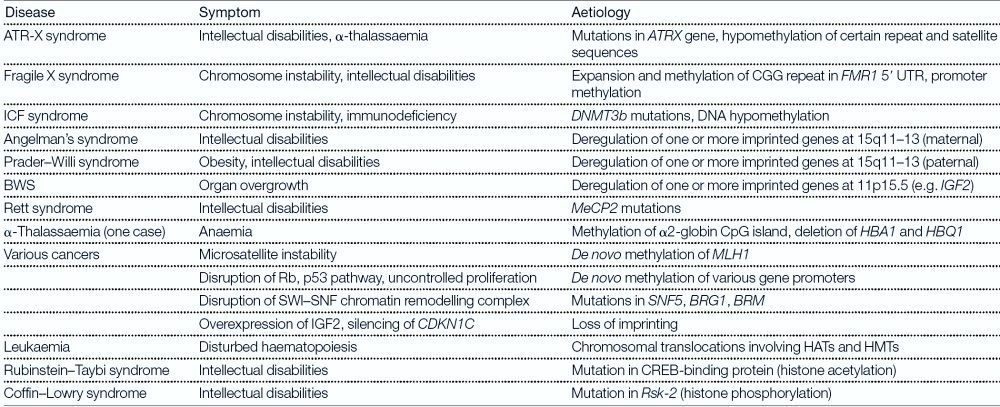 Disease Symptom Aetiology
ATR-X syndrome Intellectual disabilities, α-thalassaemia Mutations in ATRX gene, hypomethylation of certain repeat and satellite
sequences
Fragile X syndrome Chromosome instability, intellectual disabilities Expansion and methylation of CGG repeat in FMR1 5′ UTR, promoter
methylation
ICF syndrome Chromosome instability, immunodeficiency DNMT3b mutations, DNA hypomethylation
Angelman's syndrome Intellectual disabilities Deregulation of one or more imprinted genes at 15q11–13 (maternal)
Prader–Willi syndrome Obesity, intellectual disabilities Deregulation of one or more imprinted genes at 15q11–13 (paternal)
BWS Organ overgrowth Deregulation of one or more imprinted genes at 11p15.5 (e.g. IGF2)
Rett syndrome Intellectual disabilities MeCP2 mutations
α-Thalassaemia (one case) Anaemia Methylation of α2-globin CpG island, deletion of HBA1 and HBQ1
Various cancers Microsatellite instability De novo methylation of MLH1
Disruption of Rb, p53 pathway, uncontrolled proliferation De novo methylation of various gene promoters
Disruption of SWI–SNF chromatin remodelling complex Mutations in SNF5, BRG1, BRM
Overexpression of IGF2, silencing of CDKN1C Loss of imprinting
Leukaemia Disturbed haematopoiesis Chromosomal translocations involving HATs and HMTs
Rubinstein–Taybi syndrome Intellectual disabilities Mutation in CREB-binding protein (histone acetylation)
Coffin–Lowry syndrome Intellectual disabilities Mutation in Rsk-2 (histone phosphorylation)